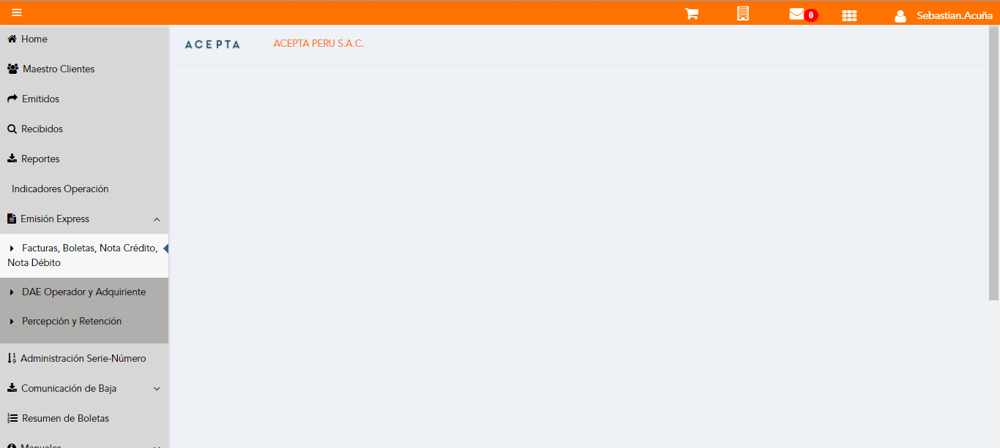 0
Sebastian.Acuña
Home
ACEPTA
ACEPTA PERU S.A.C.
Maestro Clientes
Emitidos
Recibidos
Reportes
Indicadores Operación
Emisión Express
Facturas, Boletas, Nota Crédito,
Nota Débito
DAE Operador y Adquiriente
Percepción y Retención
Administración Serie-Número
Comunicación de Baja
Resumen de Boletas
Manuales